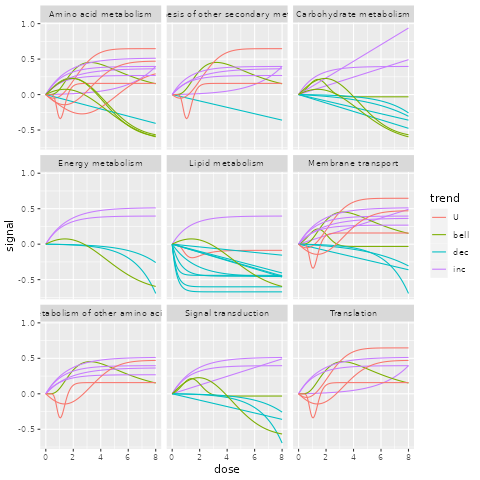 Amino acid metabolism
esis of other secondary met
Carbohydrate metabolism
1.0
0.5
0.0
-0.5
Energy metabolism
Lipid metabolism
Membrane transport
1.0
0.5
0.0
-0.5
tabolism of other amino acid
Signal transduction
Translation
1.0
0.5
0.0
-0.5
0 2 4 6 8
0 2 4 6 8
0 2 4 6 8
signal
dose
trend
U
bell
dec
inc